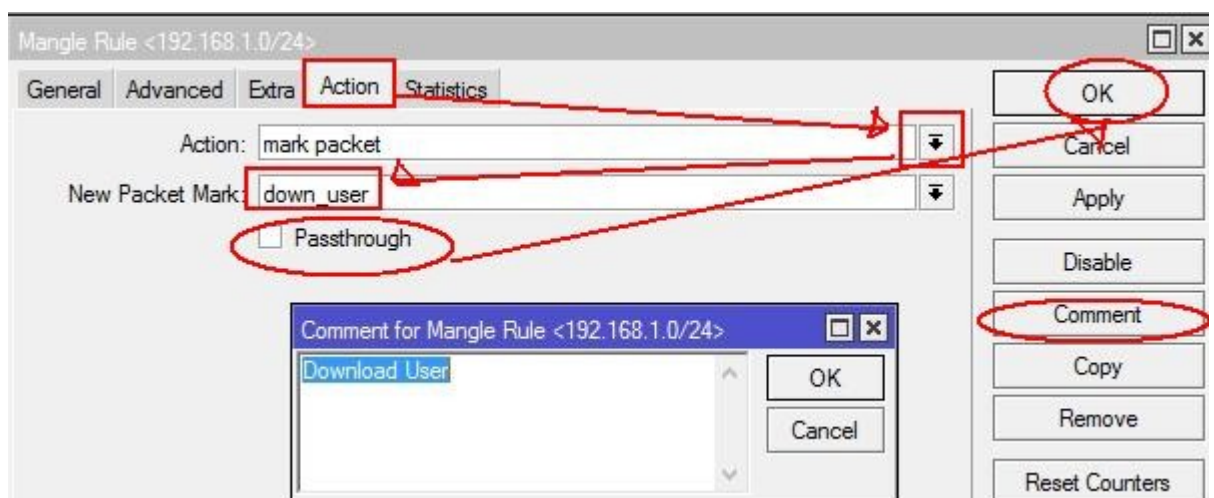 Mangle Rule <192.168.1.0/24>
General Advanced Extra Action Statistics
Action: mark packet
New Packet Mark: down_user
Passthrough
OK
Cancel
Apply
Disable
Comment
Copy
Remove
Reset Counters
Comment for Mangle Rule <192.168.1.0/24>
Download User
OK
Cancel